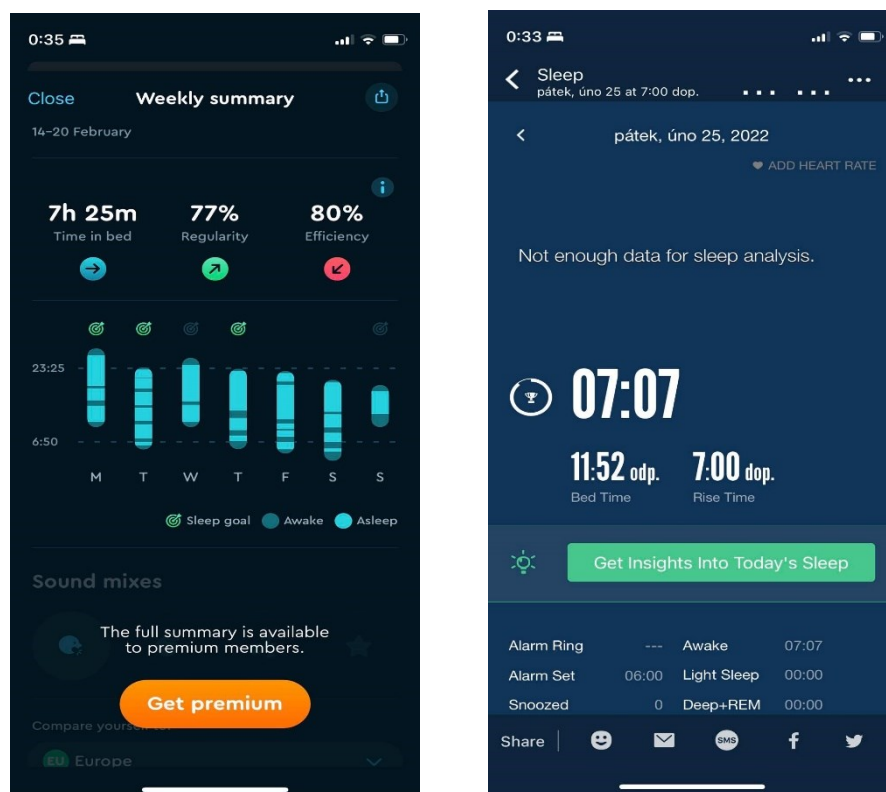 0:35
Close Weekly summary
14–20 February
7h 25m 77% 80%
Time in bed Regularity Efficiency
23:25
6:50
M T W T F S S
Sleep goal Awake Asleep
Sound mixes
The full summary is available
to premium members.
Get premium
EU Europe
0:33
Sleep
pátek, úno 25 at 7:00 dop.
pátek, úno 25, 2022
ADD HEART RATE
Not enough data for sleep analysis.
07:07
11:52 odp. 7:00 dop.
Bed Time Rise Time
Get Insights Into Today's Sleep
Alarm Ring --- Awake 07:07
Alarm Set 06:00 Light Sleep 00:00
Snoozed 0 Deep+REM 00:00
Share SMS